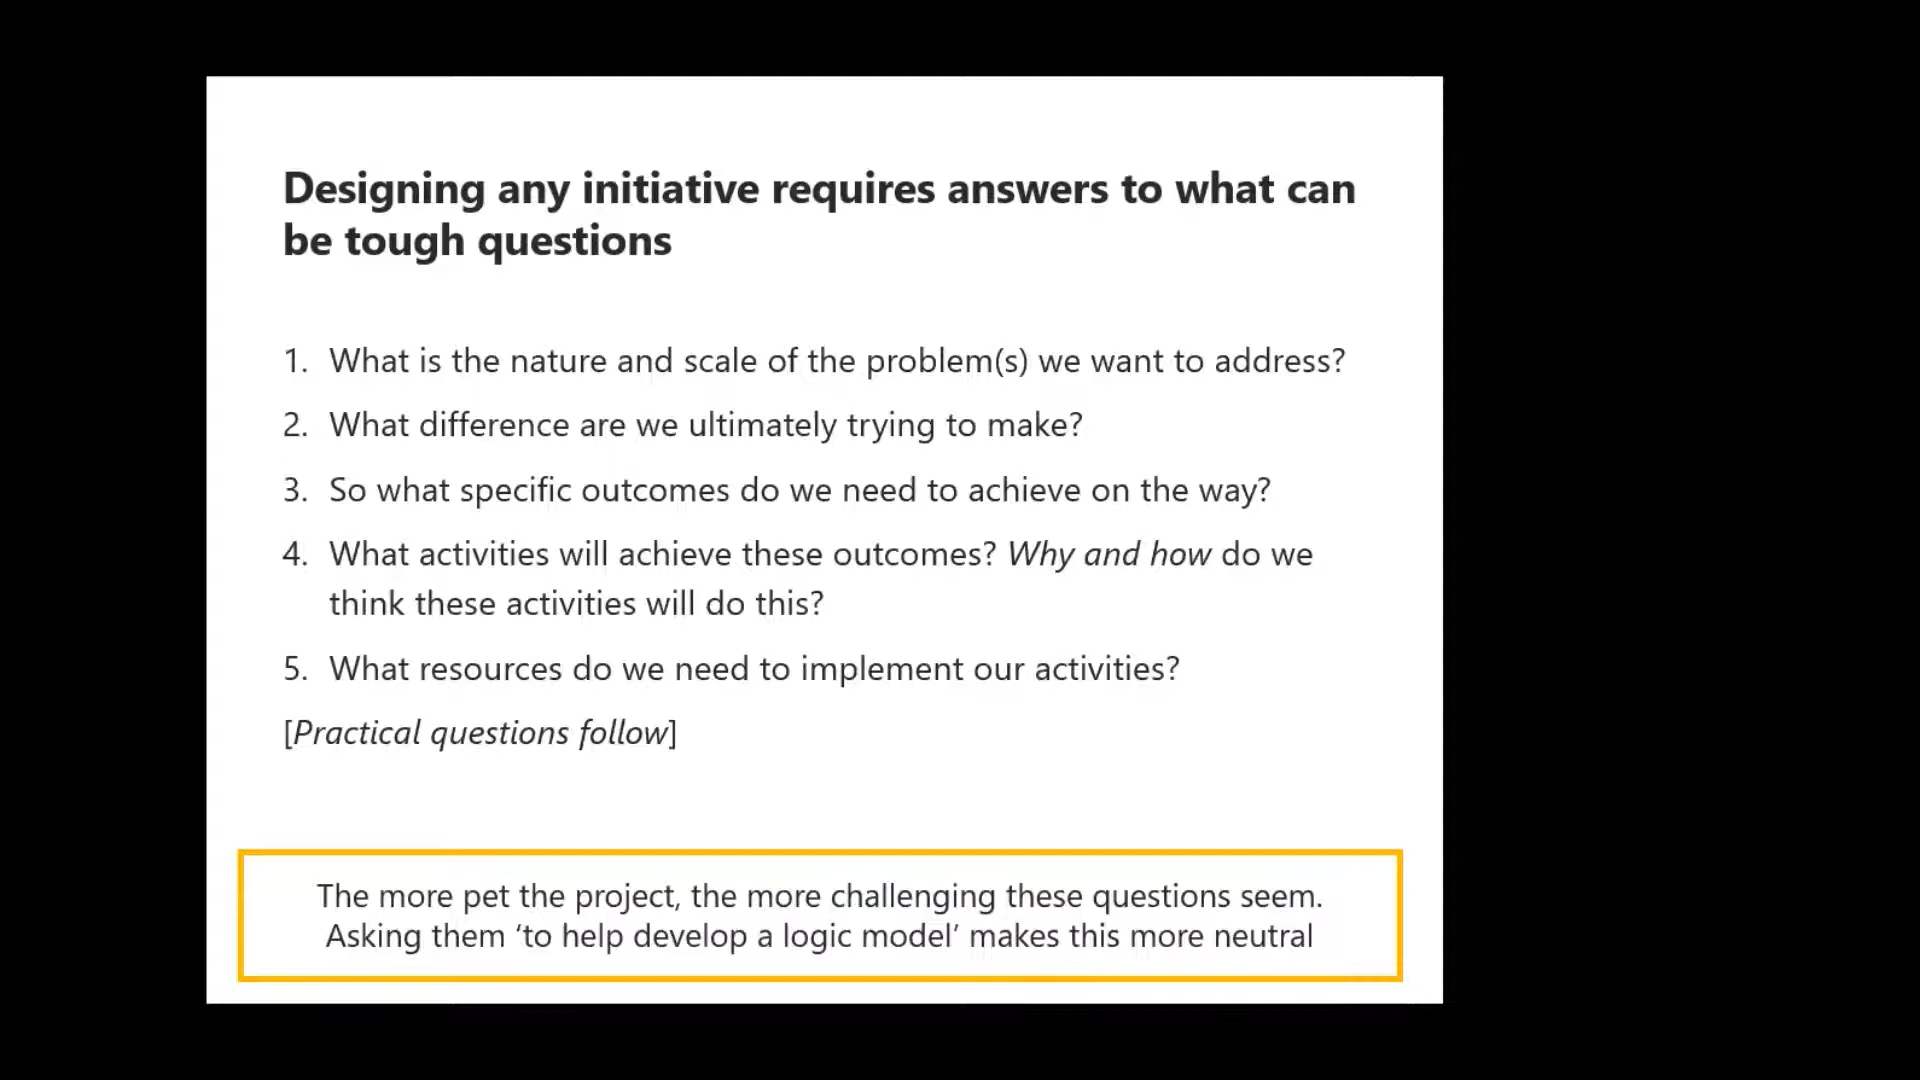 Designing any initiative requires answers to what can
be tough questions
1. What is the nature and scale of the problem(s) we want to address?
2. What difference are we ultimately trying to make?
3. So what specific outcomes do we need to achieve on the way?
4. What activities will achieve these outcomes? Why and how do we
think these activities will do this?
5. What resources do we need to implement our activities?
[Practical questions follow]
The more pet the project, the more challenging these questions seem.
Asking them ‘to help develop a logic model’ makes this more neutral